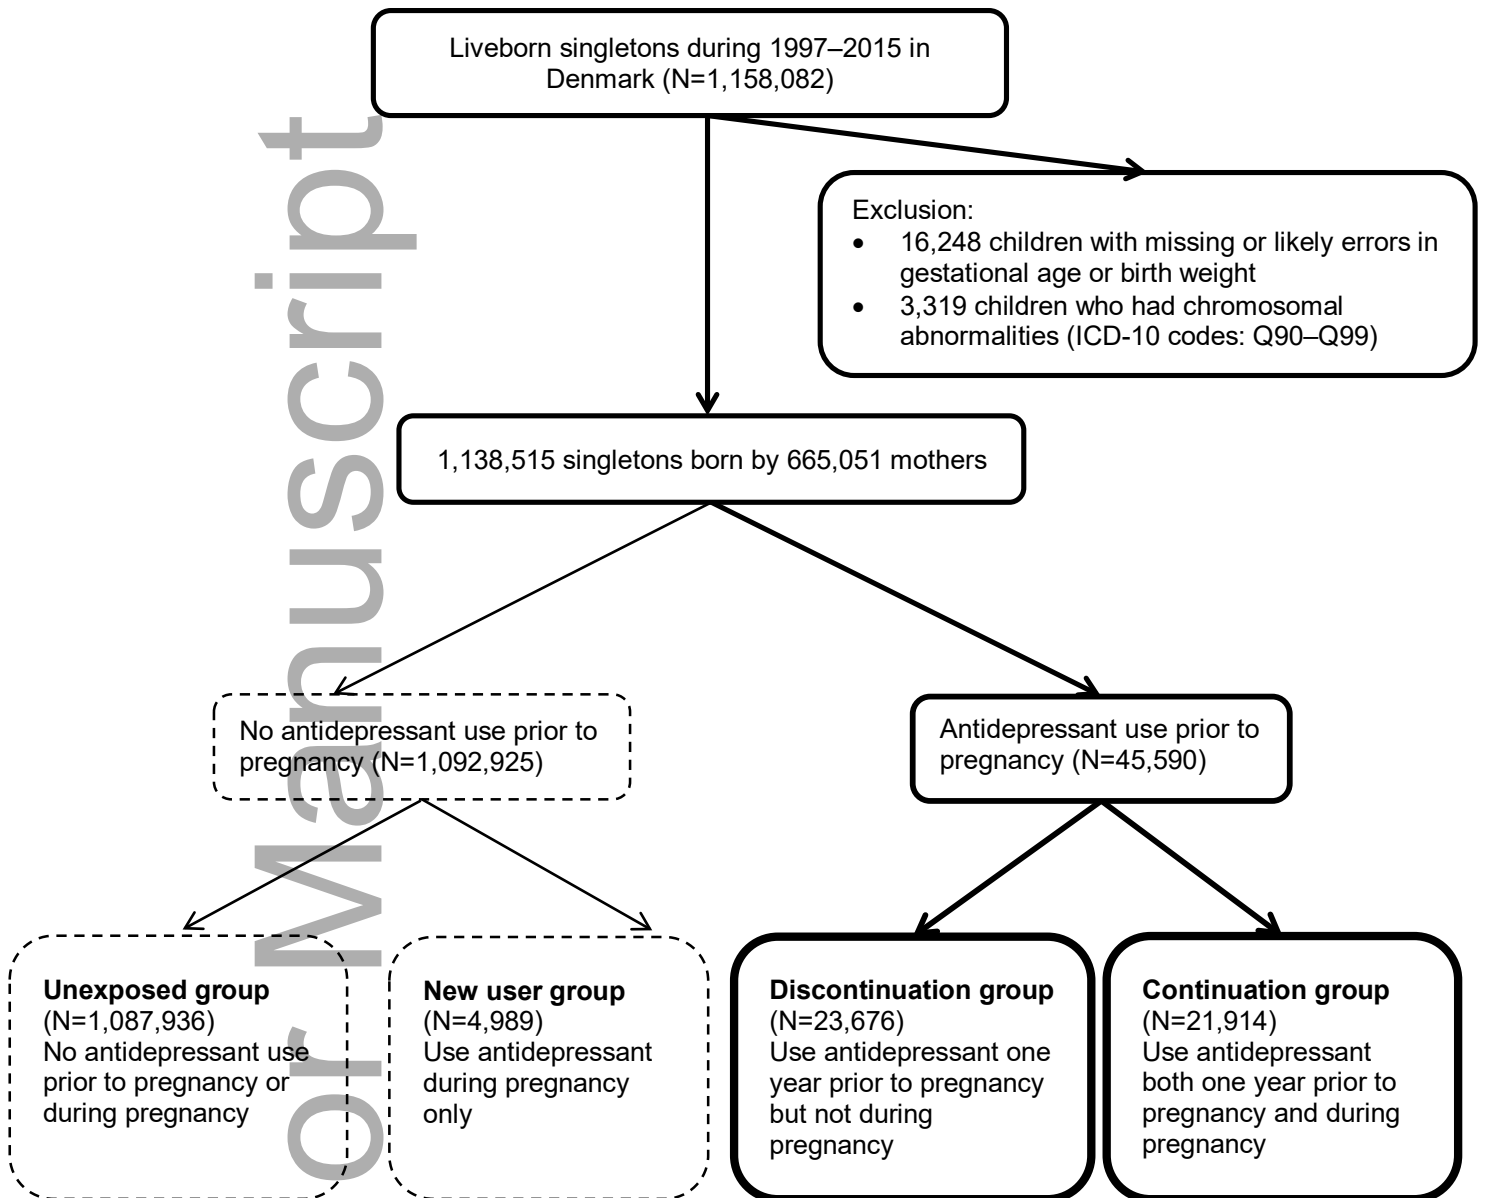 Liveborn singletons during 1997–2015 in
Denmark (N=1,158,082)
Exclusion:
• 16,248 children with missing or likely errors in
gestational age or birth weight
• 3,319 children who had chromosomal
abnormalities (ICD-10 codes: Q90–Q99)
1,138,515 singletons born by 665,051 mothers
No antidepressant use prior to
pregnancy (N=1,092,925)
Antidepressant use prior to
pregnancy (N=45,590)
Unexposed group
(N=1,087,936)
No antidepressant use
prior to pregnancy or
during pregnancy
New user group
(N=4,989)
Use antidepressant
during pregnancy
only
Discontinuation group
(N=23,676)
Use antidepressant one
year prior to pregnancy
but not during
pregnancy
Continuation group
(N=21,914)
Use antidepressant
both one year prior to
pregnancy and during
pregnancy
or Manuscript